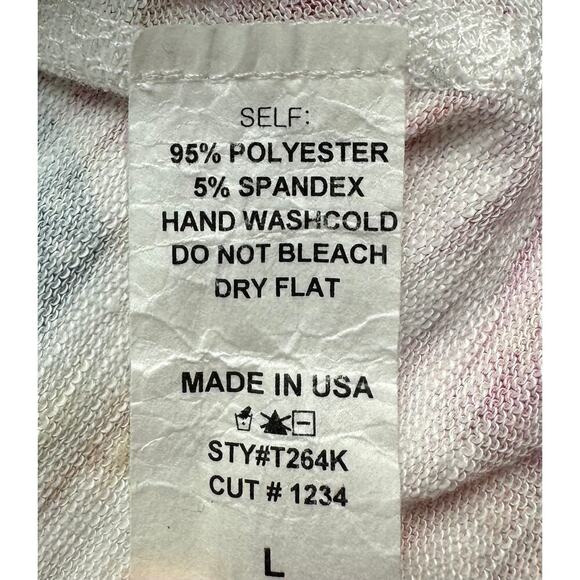 SELF:
95% POLYESTER
5% SPANDEX
HAND WASHCOLD
DO NOT BLEACH
DRY FLAT
MADE IN USA
STY#T264K
CUT # 1234
L